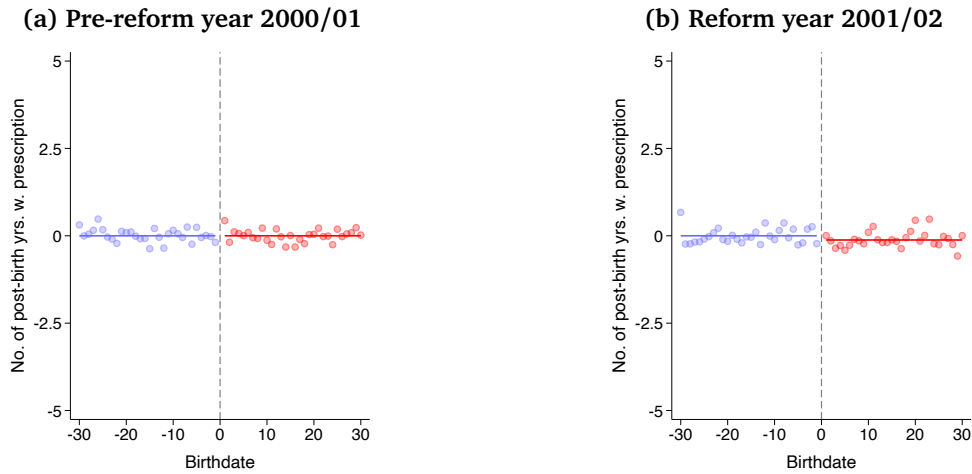 (a) Pre-reform year 2000/01
No. of post-birth yrs. w. prescription
5
2.5
0
-2.5
-5
-30 -20 -10 0 10 20 30
Birthdate
(b) Reform year 2001/02
No. of post-birth yrs. w. prescription
5
2.5
0
-2.5
-5
-30 -20 -10 0 10 20 30
Birthdate